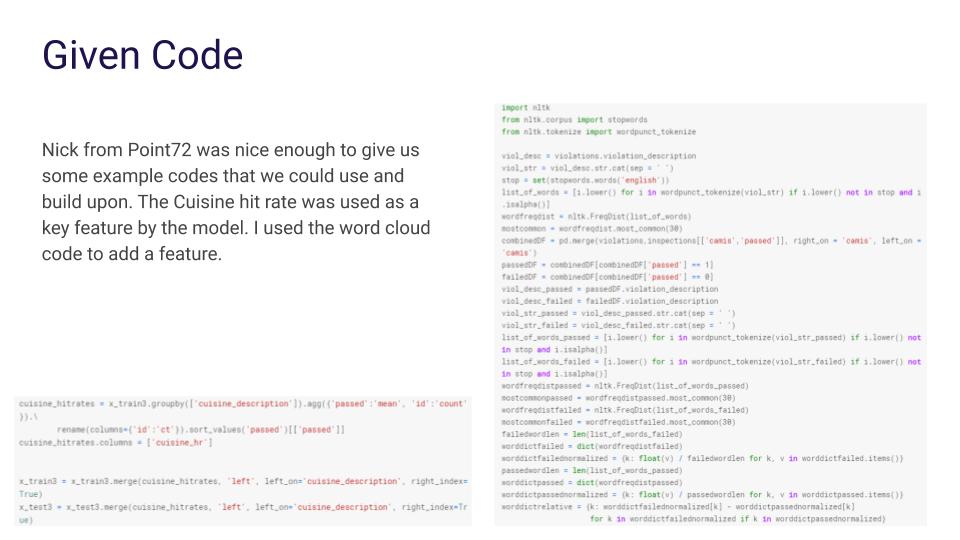 Given Code
Nick from Point72 was nice enough to give us
some example codes that we could use and
build upon. The Cuisine hit rate was used as a
key feature by the model. I used the word cloud
code to add a feature.
cuisine_hitrates = x_train3.groupby(['cuisine_description']).agg({'passed':'mean', 'id':'count'
}).\
rename(columns={'id':'ct'}).sort_values('passed')[['passed']]
cuisine_hitrates.columns = ['cuisine_hr']
x_train3 = x_train3.merge(cuisine_hitrates, 'left', left_on='cuisine_description', right_index=
True)
x_test3 = x_test3.merge(cuisine_hitrates, 'left', left_on='cuisine_description', right_index=Tr
ue)
import nltk
from nltk.corpus import stopwords
from nltk.tokenize import wordpunct_tokenize
viol_desc = violations.violation_description
viol_str = viol_desc.str.cat(sep = ' ')
stop = set(stopwords.words('english'))
list_of_words = [i.lower() for i in wordpunct_tokenize(viol_str) if i.lower() not in stop and i
.isalpha()]
wordfreqdist = nltk.FreqDist(list_of_words)
mostcommon = wordfreqdist.most_common(30)
combinedDF = pd.merge(violations,inspections[['camis','passed']], right_on = 'camis', left_on =
'camis')
passedDF = combinedDF[combinedDF['passed'] == 1]
failedDF = combinedDF[combinedDF['passed'] == 0]
viol_desc_passed = passedDF.violation_description
viol_desc_failed = failedDF.violation_description
viol_str_passed = viol_desc_passed.str.cat(sep = ' ')
viol_str_failed = viol_desc_failed.str.cat(sep = ' ')
list_of_words_passed = [i.lower() for i in wordpunct_tokenize(viol_str_passed) if i.lower() not
in stop and i.isalpha()]
list_of_words_failed = [i.lower() for i in wordpunct_tokenize(viol_str_failed) if i.lower() not
in stop and i.isalpha()]
wordfreqdistpassed = nltk.FreqDist(list_of_words_passed)
mostcommonpassed = wordfreqdistpassed.most_common(30)
wordfreqdistfailed = nltk.FreqDist(list_of_words_failed)
mostcommonfailed = wordfreqdistfailed.most_common(30)
failedwordlen = len(list_of_words_failed)
worddictfailed = dict(wordfreqdistfailed)
worddictfailednormalized = {k: float(v) / failedwordlen for k, v in worddictfailed.items()}
passedwordlen = len(list_of_words_passed)
worddictpassed = dict(wordfreqdistpassed)
worddictpassednormalized = {k: float(v) / passedwordlen for k, v in worddictpassed.items()}
worddictrelative = {k: worddictfailednormalized[k] - worddictpassednormalized[k]
for k in worddictfailednormalized if k in worddictpassednormalized}